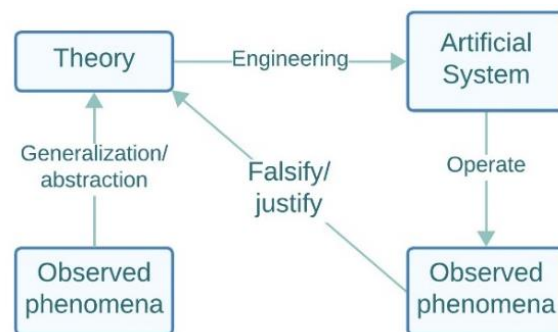 Theory
Engineering
Artificial
System
Generalization/
abstraction
Falsify/
justify
Operate
Observed
phenomena
Observed
phenomena